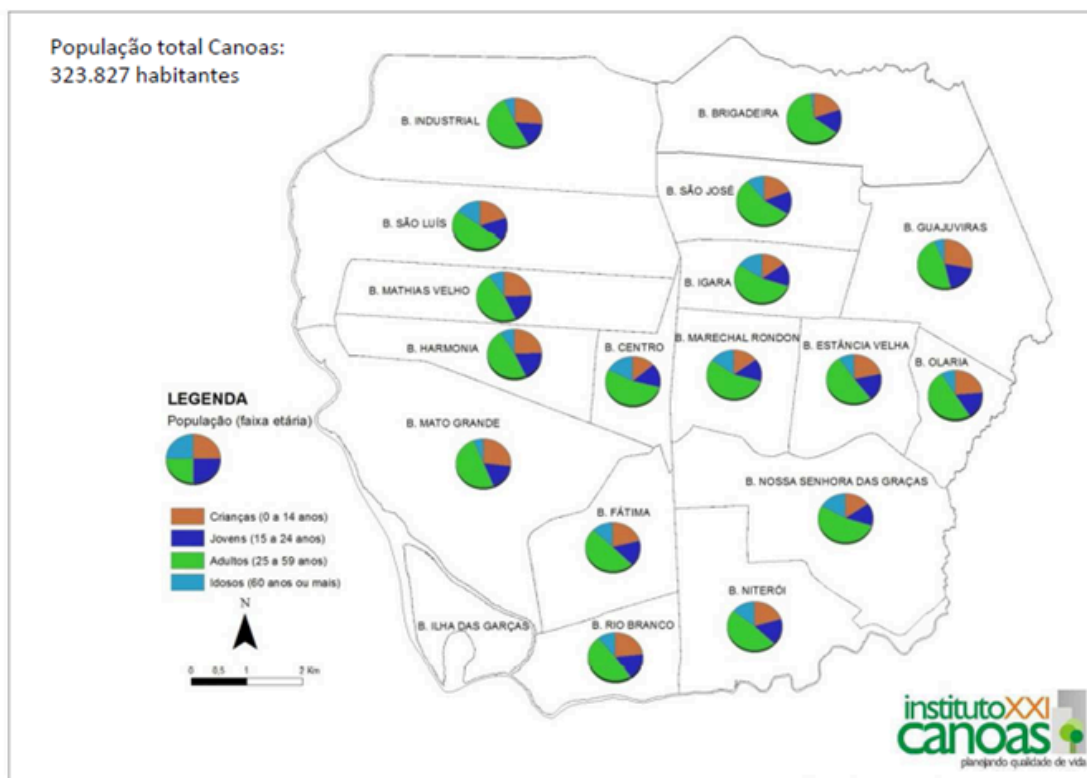 População total Canoas:
323.827 habitantes
B. INDUSTRIAL
B. BRIGADEIRA
B. SÃO JOSÉ
B. SÃO LUÍS
B. GUAJUVIRAS
B. IGARA
B. MATHIAS VELHO
B. HARMONIA
B. CENTRO
B. MARECHAL RONDON
B. ESTÂNCIA VELHA
B. OLARIA
LEGENDA
População (faixa etária)
B. MATO GRANDE
B. NOSSA SENHORA DAS GRAÇAS
B. FÁTIMA
Crianças (0 a 14 anos)
Jovens (15 a 24 anos)
Adultos (25 a 59 anos)
Idosos (60 anos ou mais)
N
B. NITERÓI
B. ILHA DAS GARÇAS
B. RIO BRANCO
0 0,5 1 2 Km
instituto XXI
canoas
planejando qualidade de vida